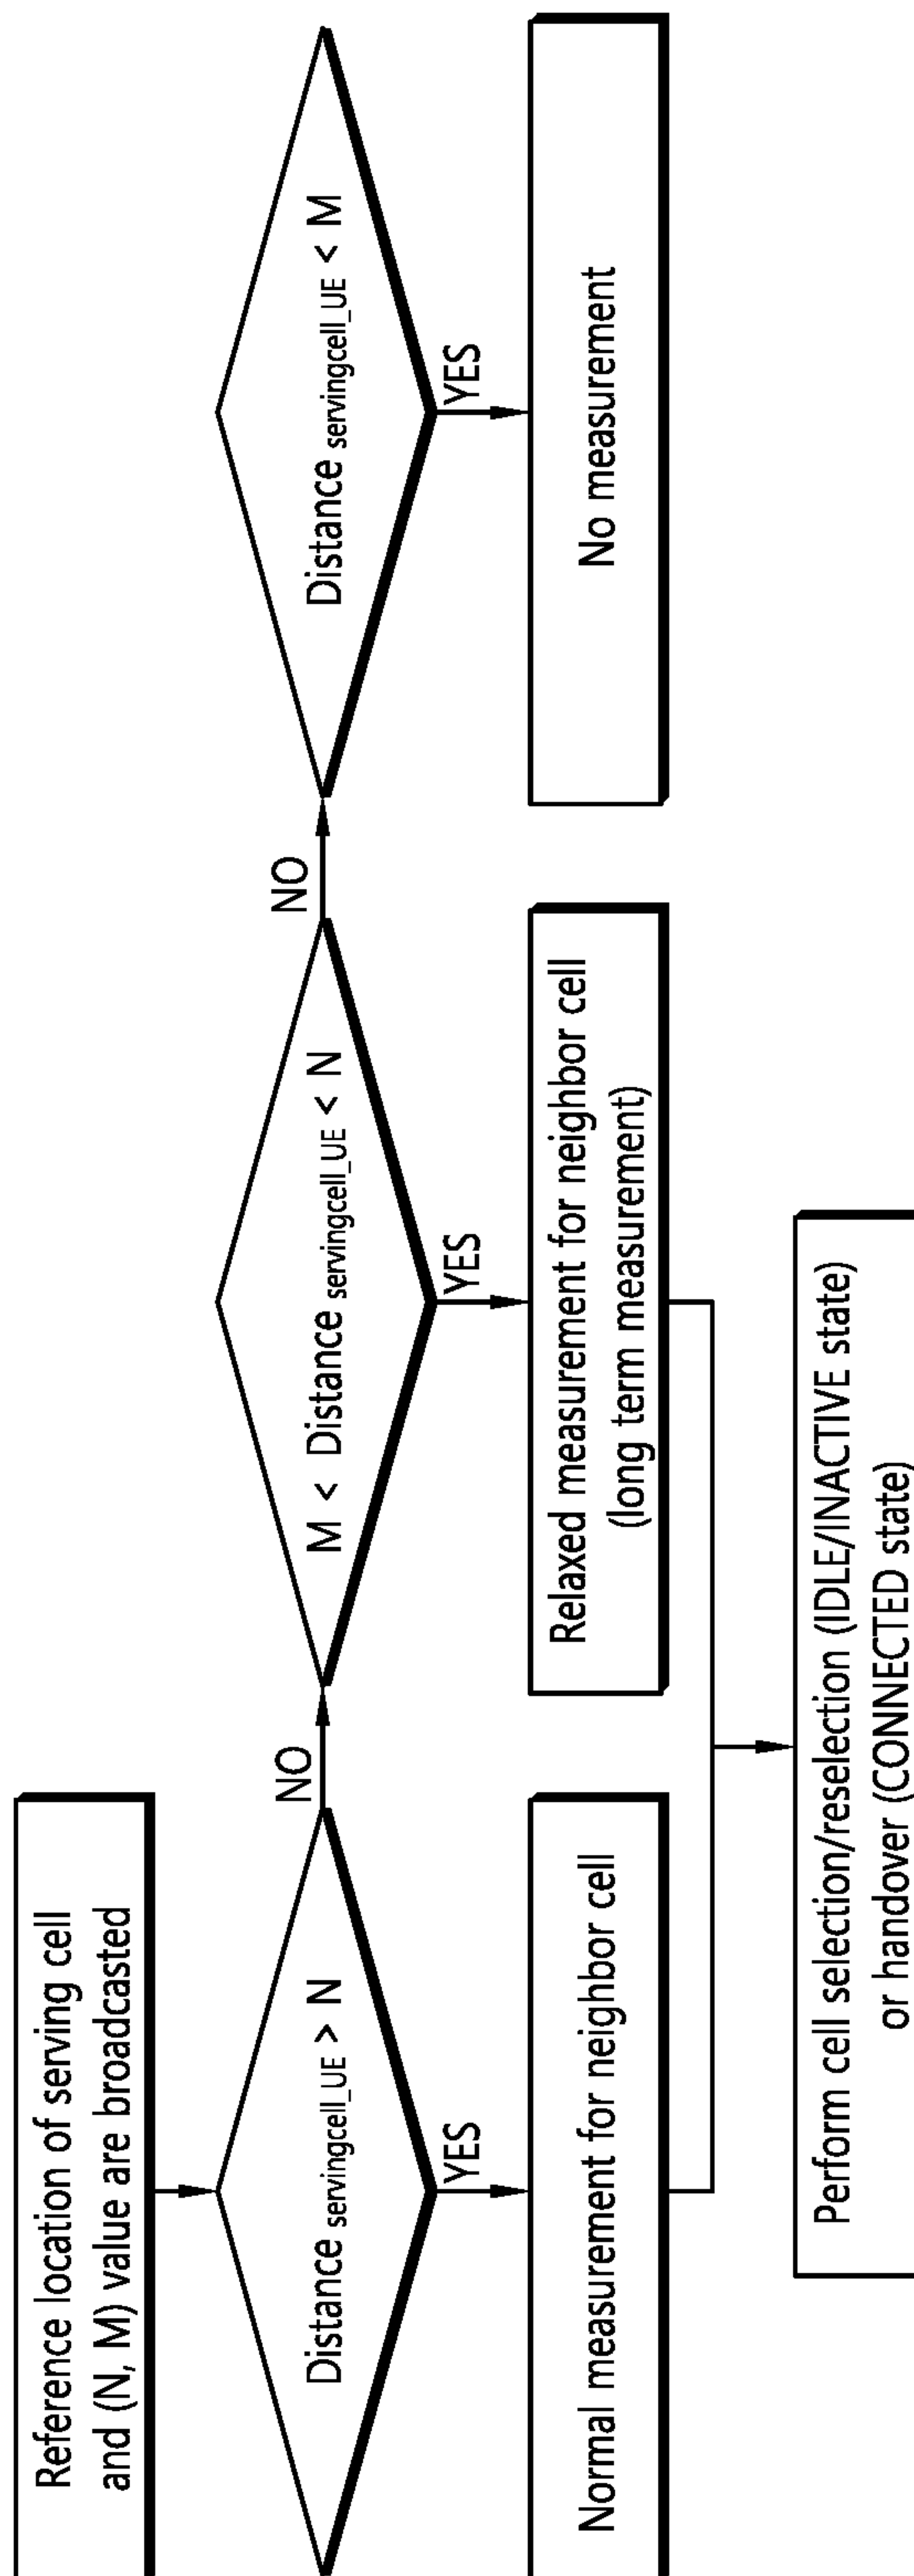 Reference location of serving cell
and (N, M) value are broadcasted
Distance servingcell_UE > N
NO
M < Distance servingcell_UE < N
NO
Distance servingcell_UE < M
YES
YES
YES
Normal measurement for neighbor cell
Relaxed measurement for neighbor cell
(long term measurement)
No measurement
Perform cell selection/reselection (IDLE/INACTIVE state)
or handover (CONNECTED state)